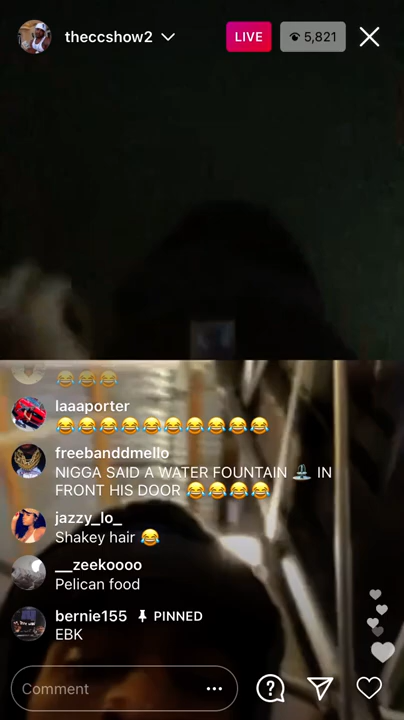 theccshow2
LIVE
5,821
😂😂😂
laaaporter
😂😂😂😂😂😂😂😂😂😂
freebanddmello
NIGGA SAID A WATER FOUNTAIN ⛲ IN
FRONT HIS DOOR 😂😂😂😂
jazzy_lo_
Shakey hair 😂
__zeekoooo
Pelican food
bernie155 📌 PINNED
EBK
Comment